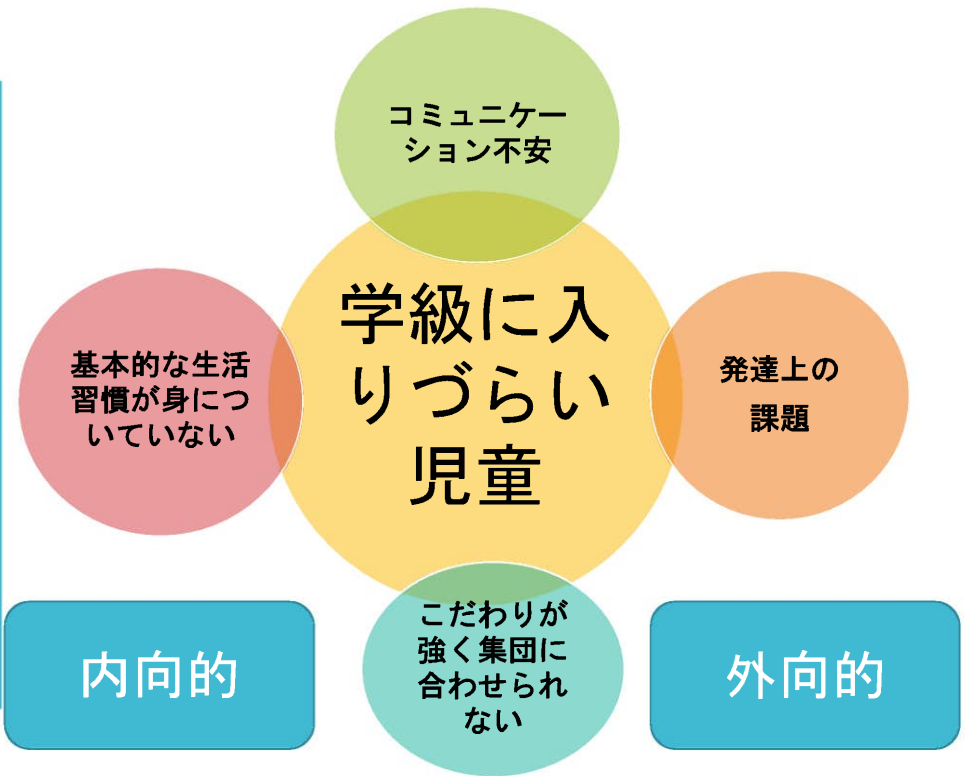 コミュニケー
ション不安
学級に入
りづらい
児童
基本的な生活
習慣が身につ
いていない
発達上の
課題
こだわりが
強く集団に
合わせられ
ない
内向的
外向的